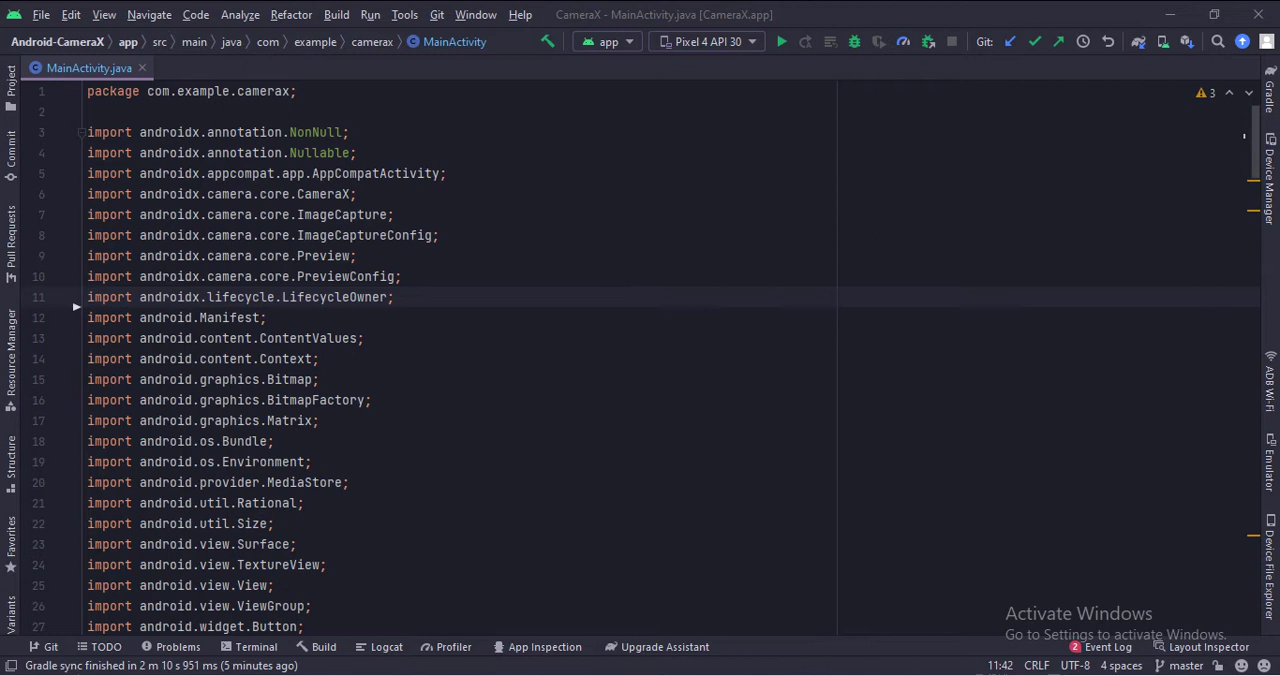 File Edit View Navigate Code Analyze Refactor Build Run Tools Git Window Help CameraX - MainActivity.java [CameraX.app]
Android-CameraX app src main java com example camerax MainActivity app Pixel 4 API 30 Git:
MainActivity.java
1 package com.example.camerax; 3
2
3 import androidx.annotation.NonNull;
4 import androidx.annotation.Nullable;
5 import androidx.appcompat.app.AppCompatActivity;
6 import androidx.camera.core.CameraX;
7 import androidx.camera.core.ImageCapture;
8 import androidx.camera.core.ImageCaptureConfig;
9 import androidx.camera.core.Preview;
10 import androidx.camera.core.PreviewConfig;
11 import androidx.lifecycle.LifecycleOwner;
12 import android.Manifest;
13 import android.content.ContentValues;
14 import android.content.Context;
15 import android.graphics.Bitmap;
16 import android.graphics.BitmapFactory;
17 import android.graphics.Matrix;
18 import android.os.Bundle;
19 import android.os.Environment;
20 import android.provider.MediaStore;
21 import android.util.Rational;
22 import android.util.Size;
23 import android.view.Surface;
24 import android.view.TextureView;
25 import android.view.View;
26 import android.view.ViewGroup;
27 import android.widget.Button;
Project
Commit
Pull Requests
Resource Manager
Structure
Favorites
Variants
Gradle
Device Manager
ADB Wi-Fi
Emulator
Device File Explorer
Activate Windows
Go to Settings to activate Windows.
Git TODO Problems Terminal Build Logcat Profiler App Inspection Upgrade Assistant 2 Event Log Layout Inspector
Gradle sync finished in 2 m 10 s 951 ms (5 minutes ago) 11:42 CRLF UTF-8 4 spaces master